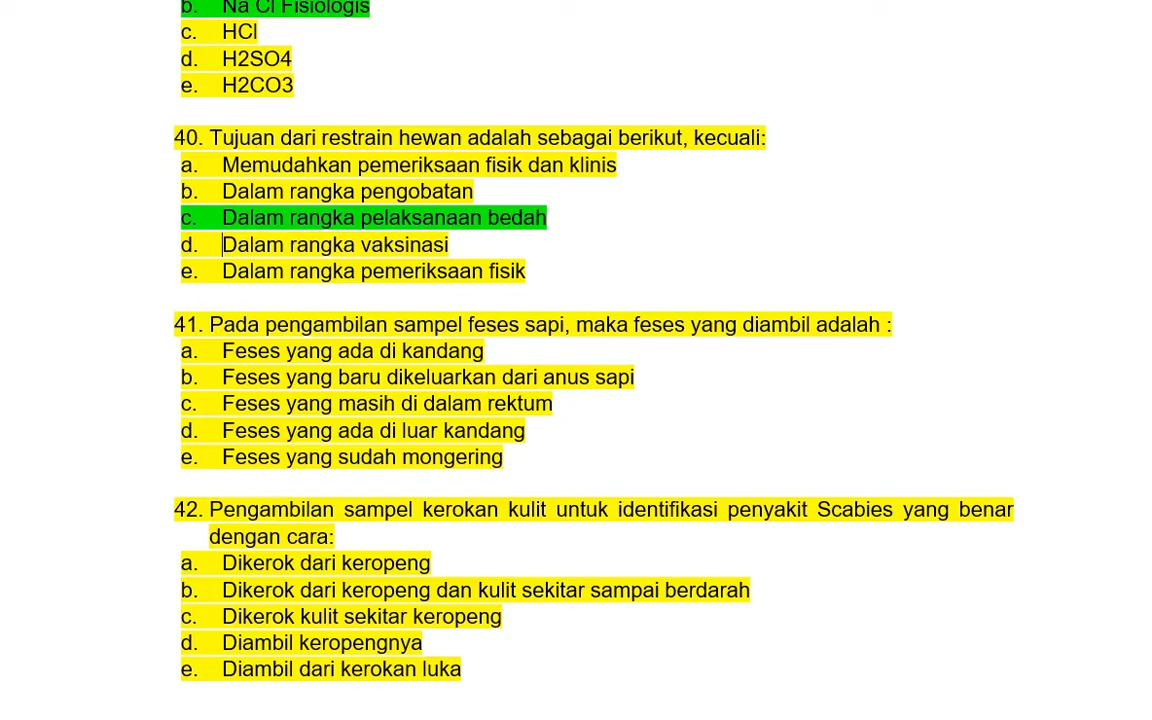 b. Na Cl Fisiologis
c. HCl
d. H2SO4
e. H2CO3
40. Tujuan dari restrain hewan adalah sebagai berikut, kecuali:
a. Memudahkan pemeriksaan fisik dan klinis
b. Dalam rangka pengobatan
c. Dalam rangka pelaksanaan bedah
d. Dalam rangka vaksinasi
e. Dalam rangka pemeriksaan fisik
41. Pada pengambilan sampel feses sapi, maka feses yang diambil adalah :
a. Feses yang ada di kandang
b. Feses yang baru dikeluarkan dari anus sapi
c. Feses yang masih di dalam rektum
d. Feses yang ada di luar kandang
e. Feses yang sudah mongering
42. Pengambilan sampel kerokan kulit untuk identifikasi penyakit Scabies yang benar
dengan cara:
a. Dikerok dari keropeng
b. Dikerok dari keropeng dan kulit sekitar sampai berdarah
c. Dikerok kulit sekitar keropeng
d. Diambil keropengnya
e. Diambil dari kerokan luka